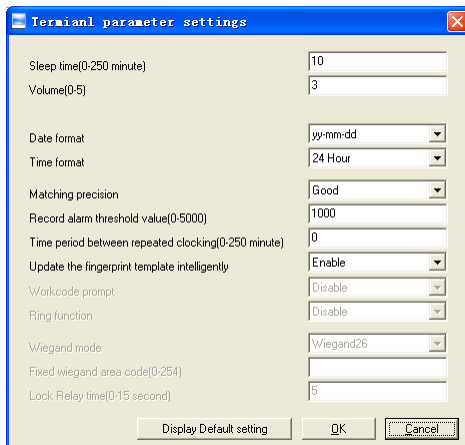 Termianl parameter settings
Sleep time(0-250 minute) 10
Volume(0-5) 3
Date format yy-mm-dd
Time format 24 Hour
Matching precision Good
Record alarm threshold value(0-5000) 1000
Time period between repeated clocking(0-250 minute) 0
Update the fingerprint template intelligently Enable
Workcode prompt Disable
Ring function Disable
Wiegand mode Wiegand26
Fixed wiegand area code(0-254)
Lock Relay time(0-15 second) 5
Display Default setting OK Cancel